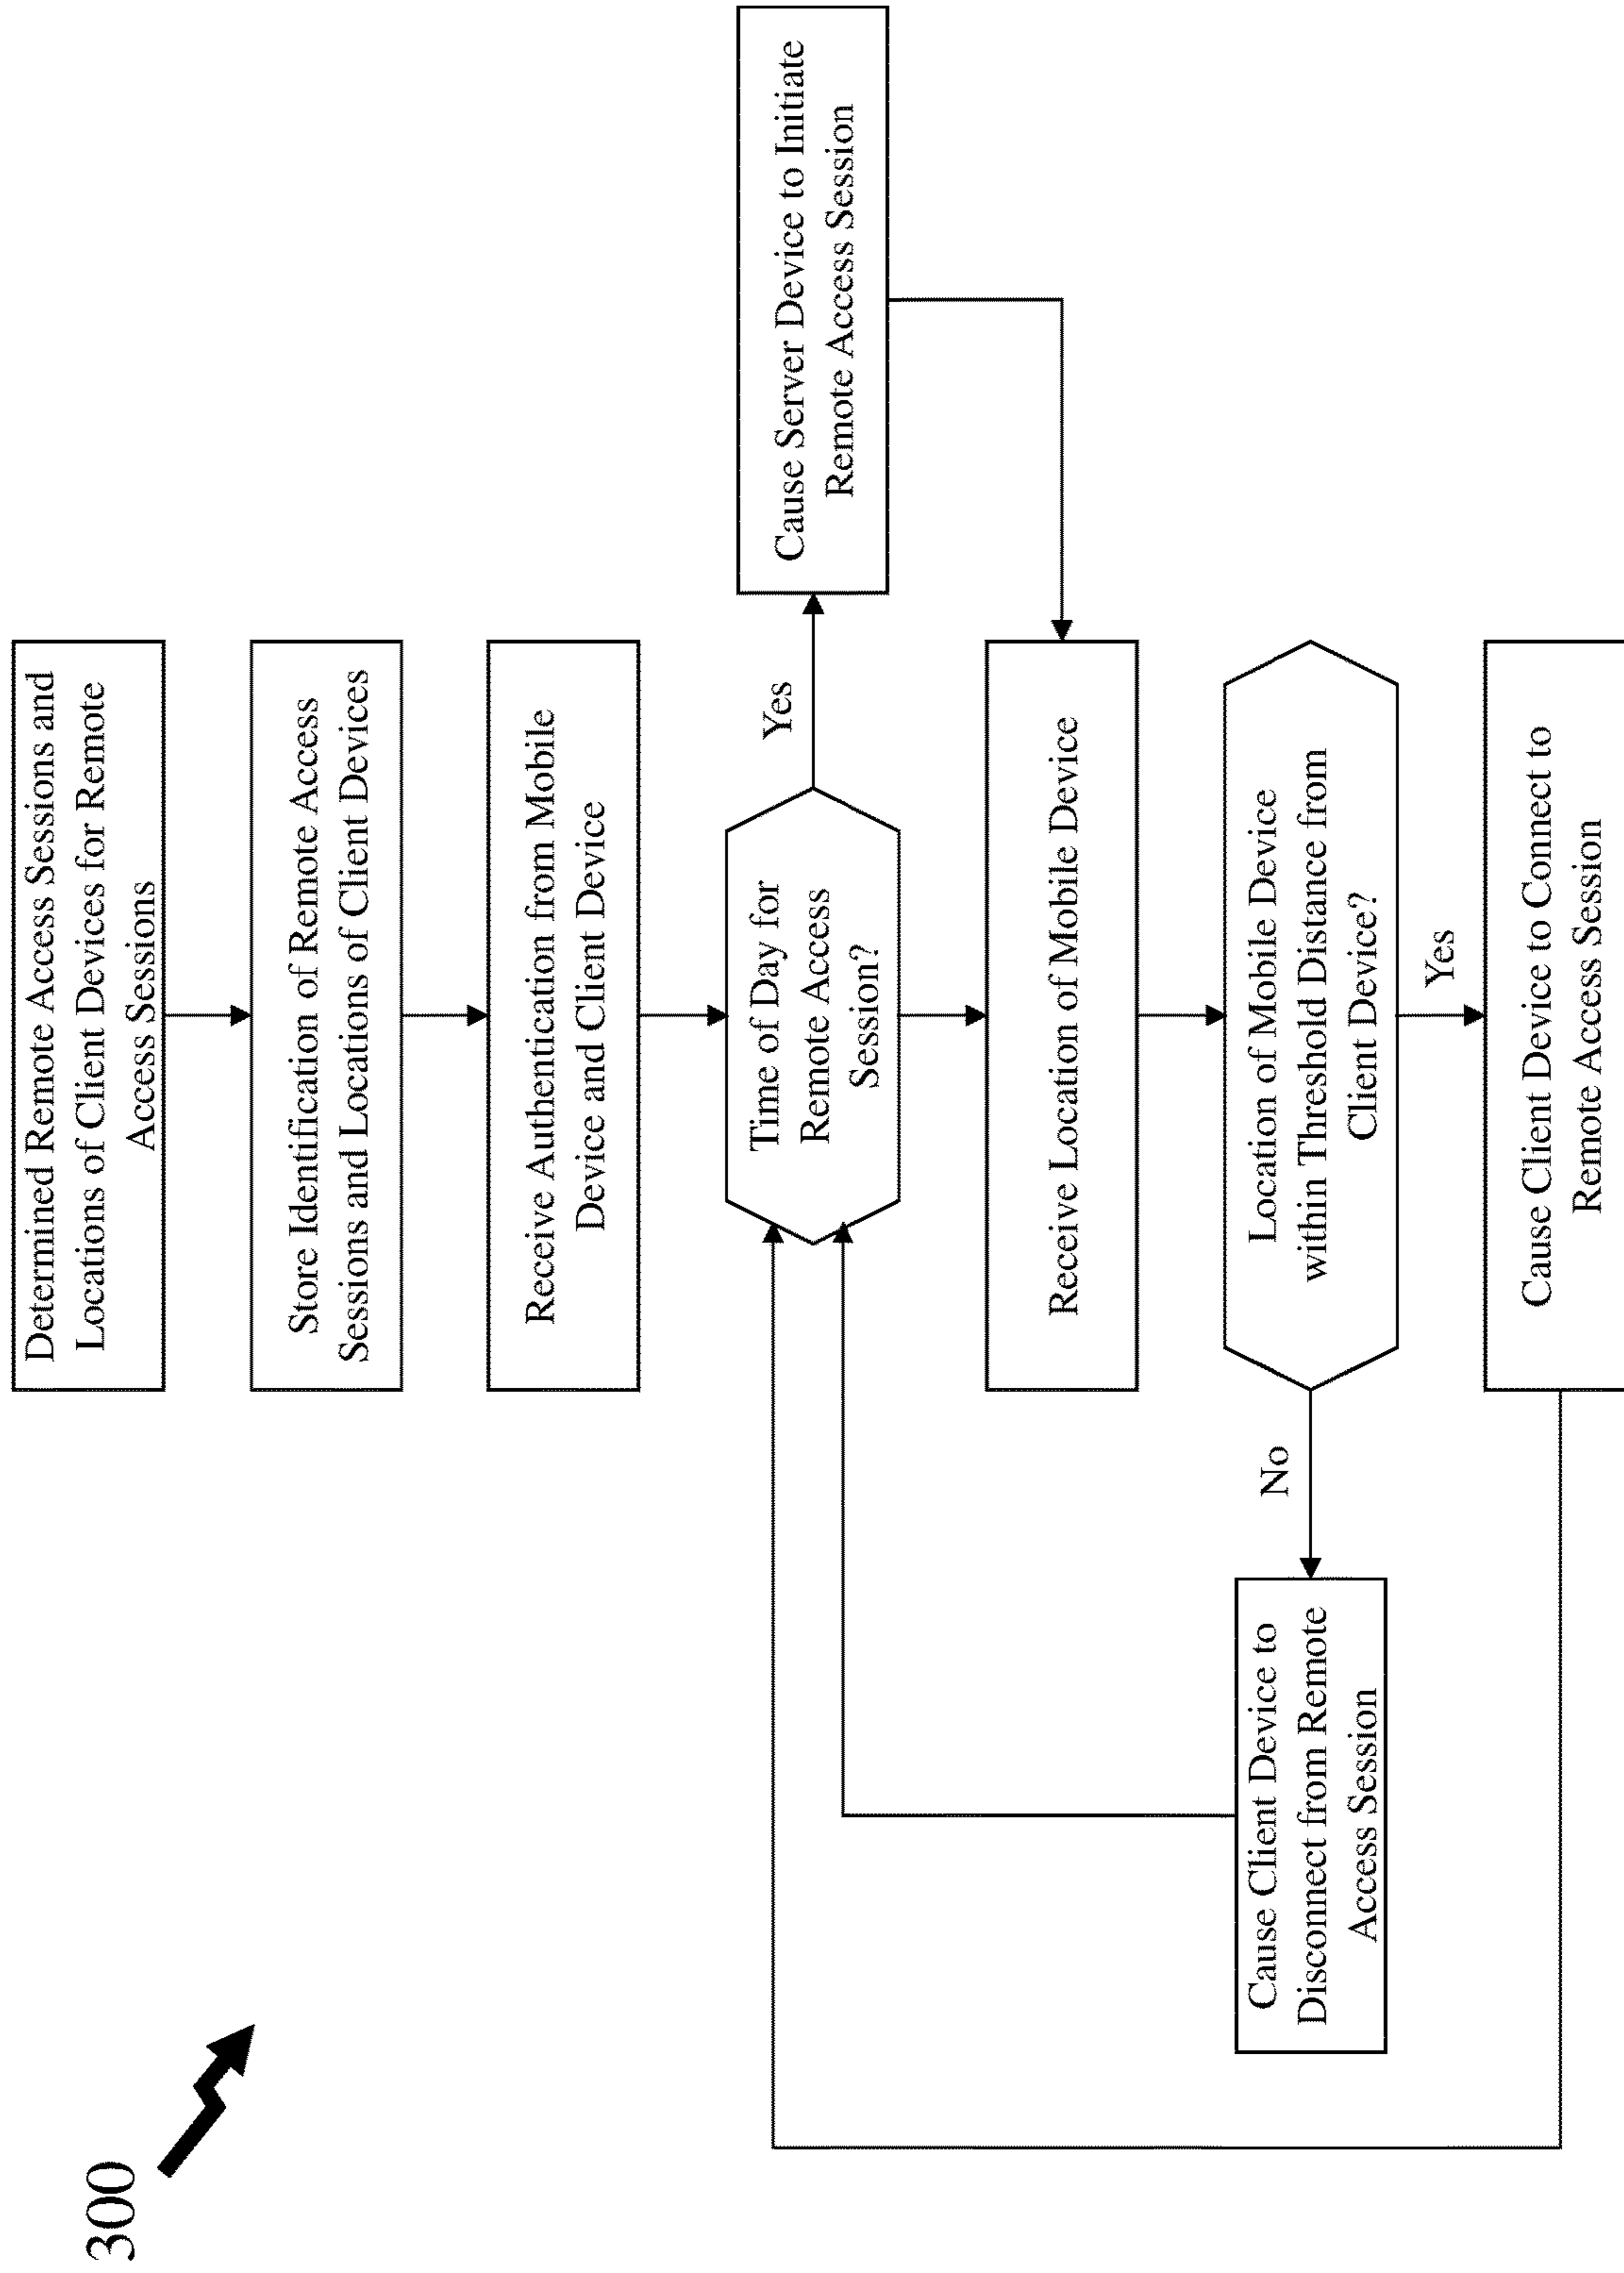 300
Determined Remote Access Sessions and
Locations of Client Devices for Remote
Access Sessions
Store Identification of Remote Access
Sessions and Locations of Client Devices
Receive Authentication from Mobile
Device and Client Device
Time of Day for
Remote Access
Session?
Yes
Cause Server Device to Initiate
Remote Access Session
Receive Location of Mobile Device
Location of Mobile Device
within Threshold Distance from
Client Device?
No
Cause Client Device to
Disconnect from Remote
Access Session
Yes
Cause Client Device to Connect to
Remote Access Session